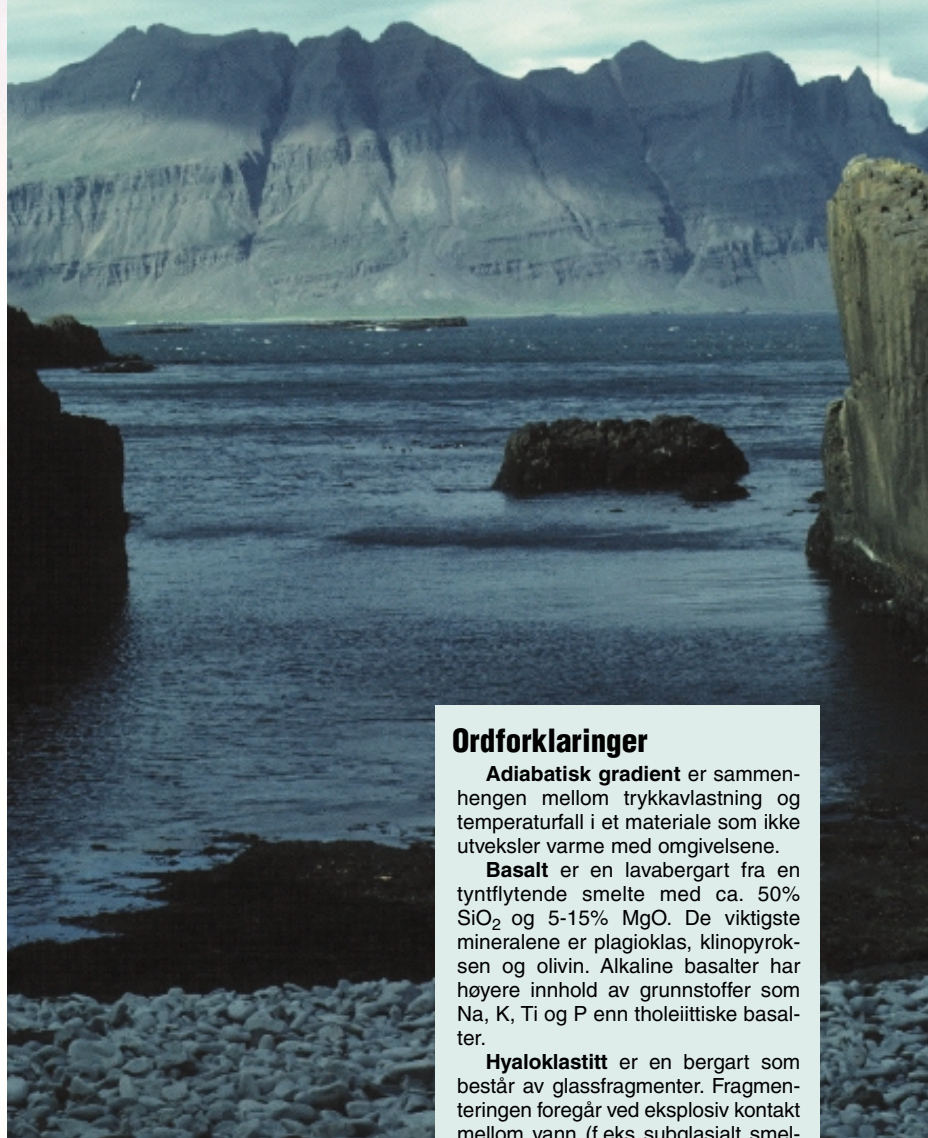 Ordforklaringer
Adiabatisk gradient er sammen-
hengen mellom trykkavlastning og
temperaturfall i et materiale som ikke
utveksler varme med omgivelsene.
Basalt er en lavabergart fra en
tyntflytende smelte med ca. 50%
SiO₂ og 5-15% MgO. De viktigste
mineralene er plagioklas, klinopyrok-
sen og olivin. Alkaline basalter har
høyere innhold av grunnstoffer som
Na, K, Ti og P enn tholeiittiske basal-
ter.
Hyaloklastitt er en bergart som
består av glassfragmenter. Fragmen-
teringen foregår ved eksplosiv kontakt
mellom vann (f.eks subglasialt smel-